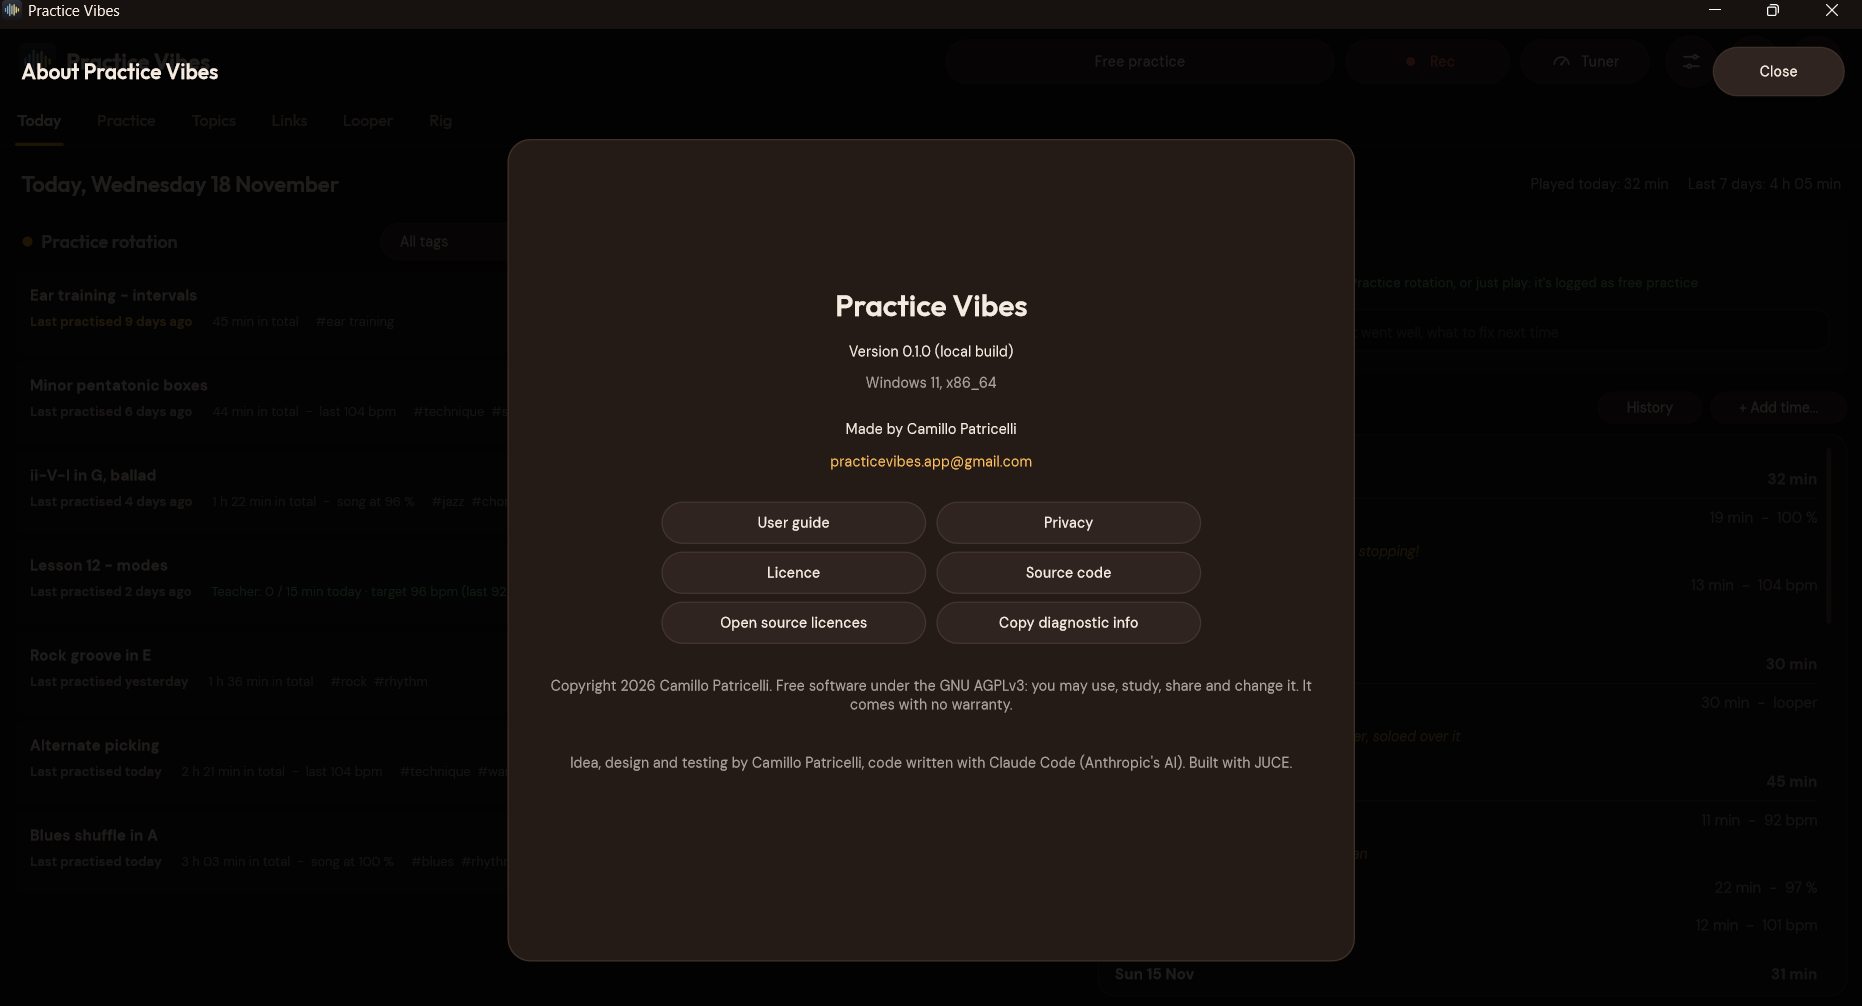 Practice Vibes
Practice Vibes
Free practice
Rec
Tuner
About Practice Vibes
Close
Today
Practice
Topics
Links
Looper
Rig
Today, Wednesday 18 November
Played today: 32 min
Last 7 days: 4 h 05 min
Practice rotation
All tags
Ear training - intervals
Last practised 9 days ago 45 min in total #ear training
Minor pentatonic boxes
Last practised 6 days ago 44 min in total - last 104 bpm #technique
ii-V-I in G, ballad
Last practised 4 days ago 1 h 22 min in total - song at 96 % #jazz
Lesson 12 - modes
Last practised 2 days ago Teacher: 0 / 15 min today · target 96 bpm (last 92
Rock groove in E
Last practised yesterday 1 h 36 min in total #rock #rhythm
Alternate picking
Last practised today 2 h 21 min in total - last 104 bpm #technique
Blues shuffle in A
Last practised today 3 h 03 min in total - song at 100 % #blues
Practice Vibes
Version 0.1.0 (local build)
Windows 11, x86_64
Made by Camillo Patricelli
practicevibes.app@gmail.com
User guide
Privacy
Licence
Source code
Open source licences
Copy diagnostic info
Copyright 2026 Camillo Patricelli. Free software under the GNU AGPLv3: you may use, study, share and change it. It
comes with no warranty.
Idea, design and testing by Camillo Patricelli, code written with Claude Code (Anthropic's AI). Built with JUCE.
practice rotation, or just play: it's logged as free practice
went well, what to fix next time
History
+ Add time...
32 min
19 min - 100 %
stopping!
13 min - 104 bpm
30 min
30 min - looper
soloed over it
45 min
11 min - 92 bpm
22 min - 97 %
12 min - 101 bpm
Sun 15 Nov
31 min